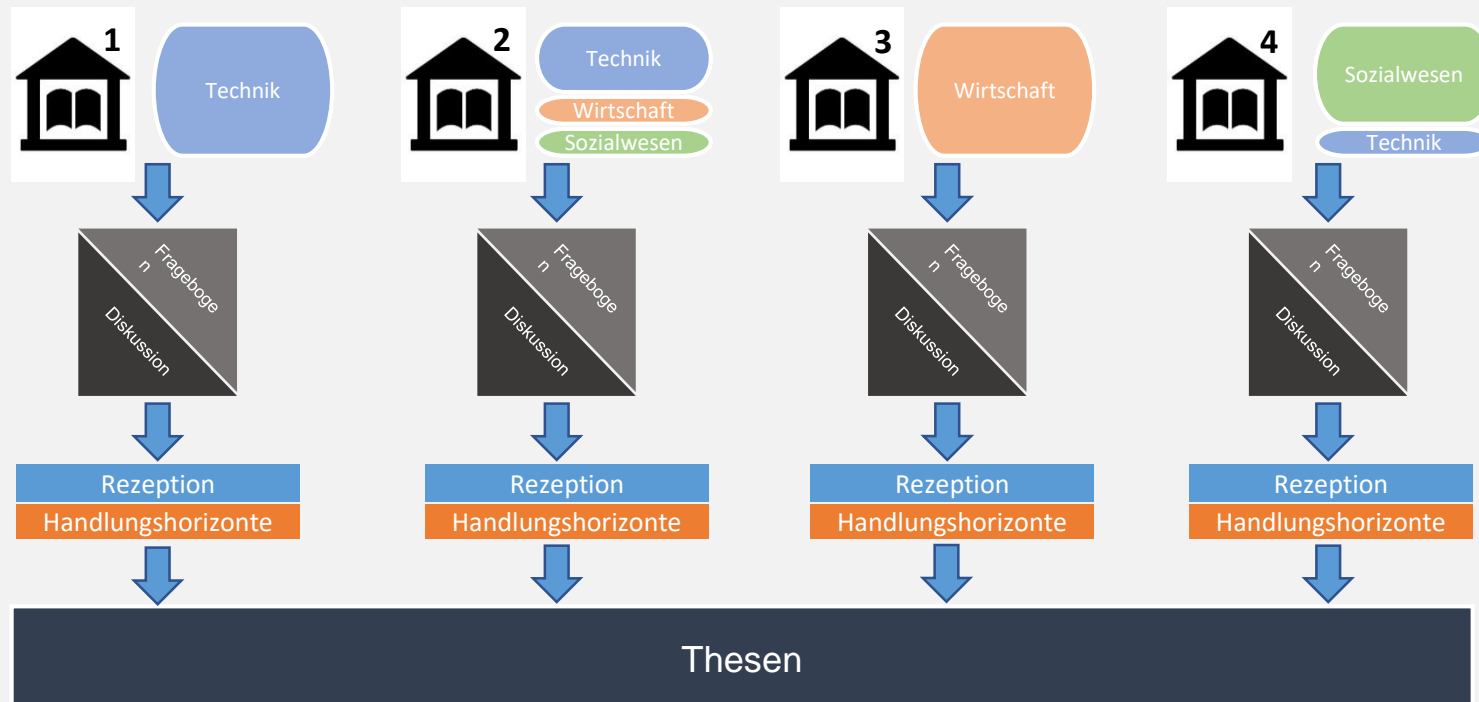 1
Technik
2
Technik
Wirtschaft
Sozialwesen
3
Wirtschaft
4
Sozialwesen
Technik
Frageboge
n
Diskussion
Frageboge
n
Diskussion
Frageboge
n
Diskussion
Frageboge
n
Diskussion
Rezeption
Handlungshorizonte
Rezeption
Handlungshorizonte
Rezeption
Handlungshorizonte
Rezeption
Handlungshorizonte
Thesen